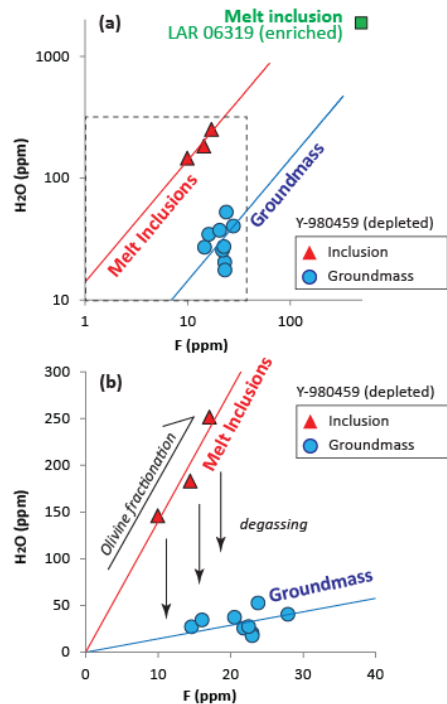 (a)
Melt inclusion
LAR 06319 (enriched)
1000
100
10
H2O (ppm)
Melt Inclusions
Groundmass
Y-980459 (depleted)
Inclusion
Groundmass
1
10
100
F (ppm)
(b)
300
250
200
150
100
50
0
H2O (ppm)
Olivine fractionation
Melt Inclusions
degassing
Groundmass
Y-980459 (depleted)
Inclusion
Groundmass
0
10
20
30
40
F (ppm)